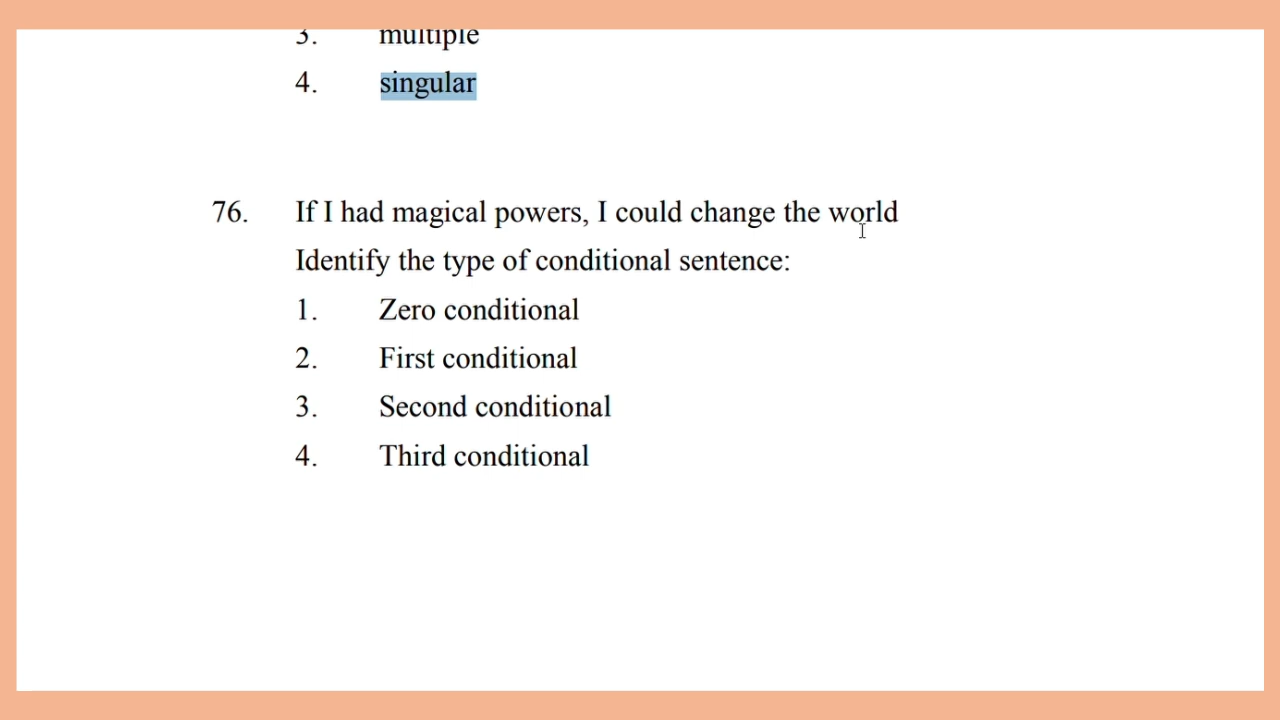 3. multiple
4. singular
76. If I had magical powers, I could change the world
Identify the type of conditional sentence:
1. Zero conditional
2. First conditional
3. Second conditional
4. Third conditional